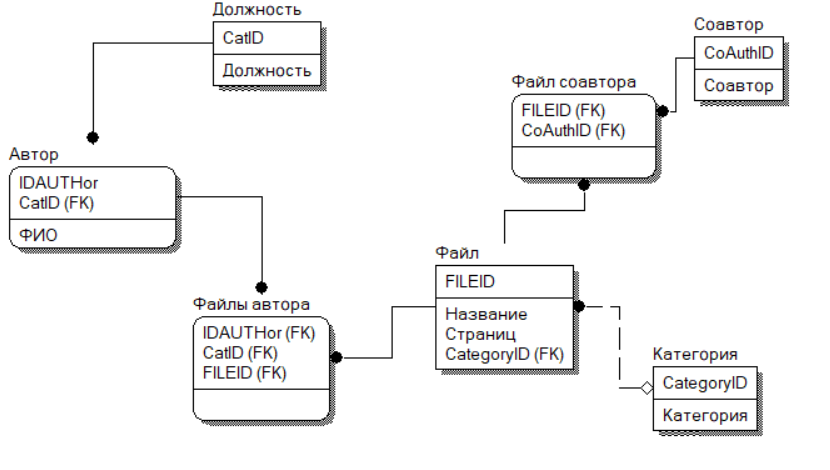 Должность
CatID
Должность
Соавтор
CoAuthID
Соавтор
Файл соавтора
FILEID (FK)
CoAuthID (FK)
Автор
IDAUTHor
CatID (FK)
ФИО
Файл
FILEID
Название
Страниц
CategoryID (FK)
Файлы автора
IDAUTHor (FK)
CatID (FK)
FILEID (FK)
Категория
CategoryID
Категория